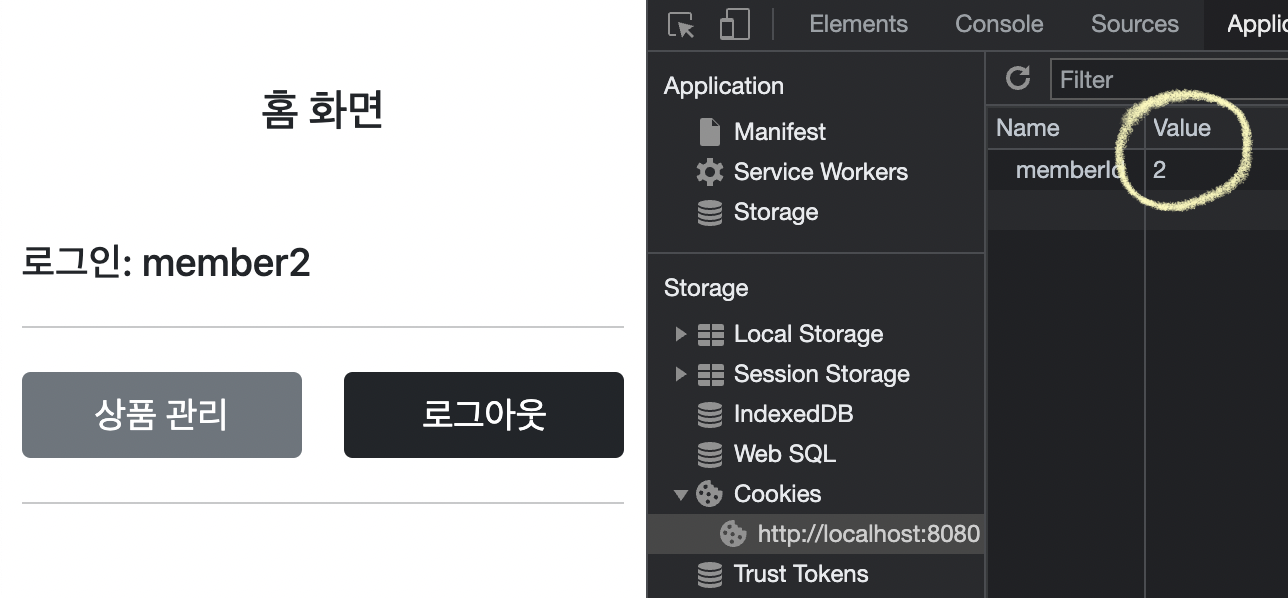 홈 화면
로그인: member2
상품 관리
로그아웃
Elements Console Sources Applic
Application
Manifest
Service Workers
Storage
Storage
Local Storage
Session Storage
IndexedDB
Web SQL
Cookies
http://localhost:8080
Trust Tokens
Filter
Name Value
memberId 2